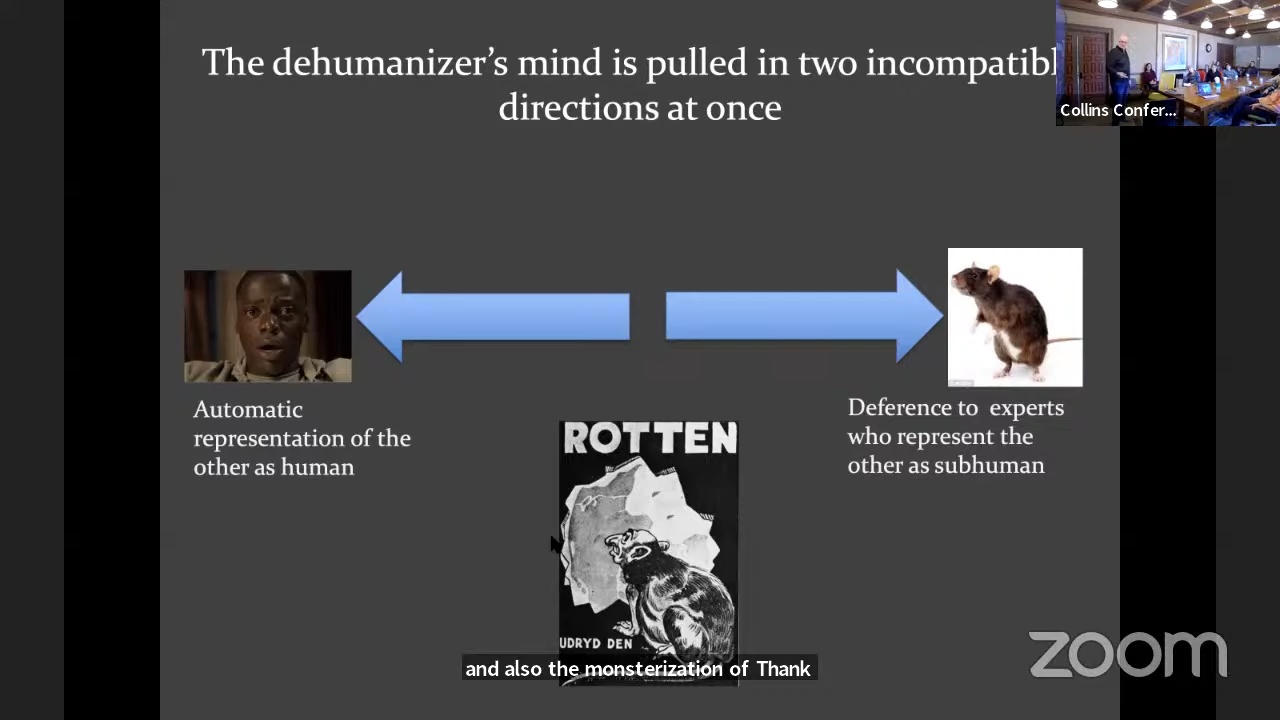 The dehumanizer's mind is pulled in two incompatibl
directions at once
Collins Confer...
Automatic
representation of the
other as human
Deference to  experts
who represent the
other as subhuman
ROTTEN
UDRYD DEN
and also the monsterization of Thank
zoom